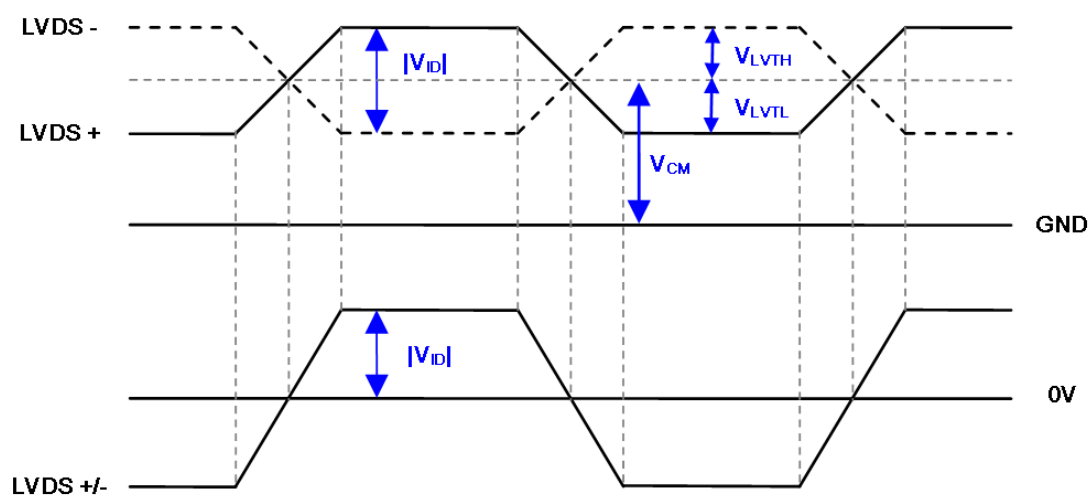 LVDS -
|VID|
VLVTH
LVDS +
VLVTL
VCM
GND
|VID|
0V
LVDS +/-